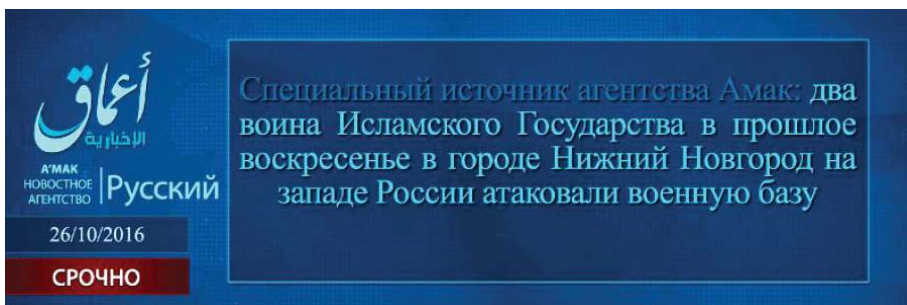 أعماق
الإخبارية
А'МАК
НОВОСТНОЕ
АГЕНТСТВО
Русский
26/10/2016
СРОЧНО
Специальный источник агентства Амак: два
воина Исламского Государства в прошлое
воскресенье в городе Нижний Новгород на
западе России атаковали военную базу